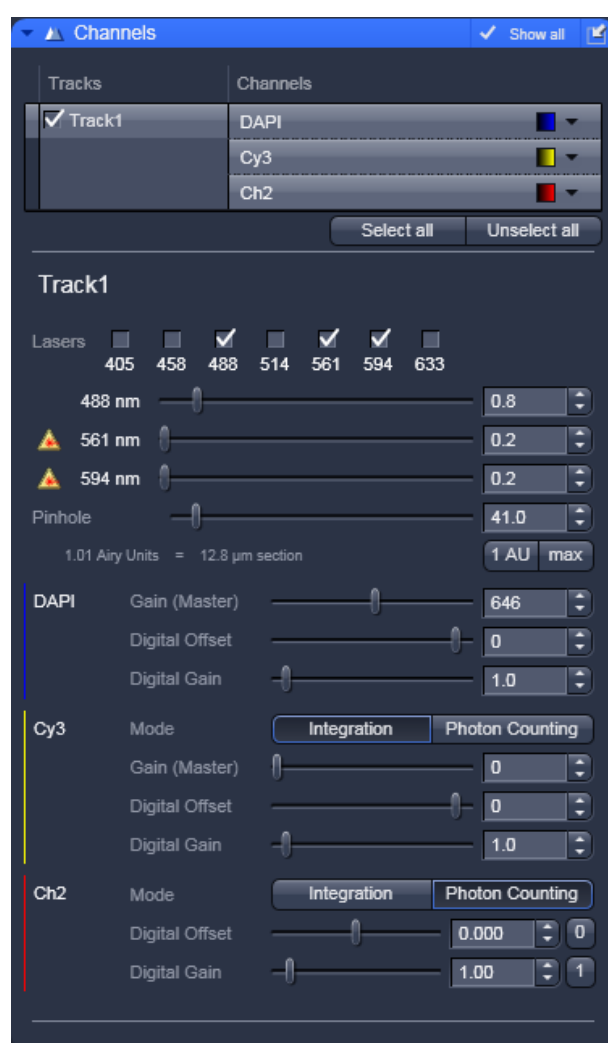 Channels Show all
Tracks Channels
Track1 DAPI
Cy3
Ch2
Select all Unselect all
Track1
Lasers
405 458 488 514 561 594 633
488 nm 0.8
561 nm 0.2
594 nm 0.2
Pinhole 41.0
1.01 Airy Units = 12.8 µm section 1 AU max
DAPI Gain (Master) 646
Digital Offset 0
Digital Gain 1.0
Cy3 Mode Integration Photon Counting
Gain (Master) 0
Digital Offset 0
Digital Gain 1.0
Ch2 Mode Integration Photon Counting
Digital Offset 0.000 0
Digital Gain 1.00 1